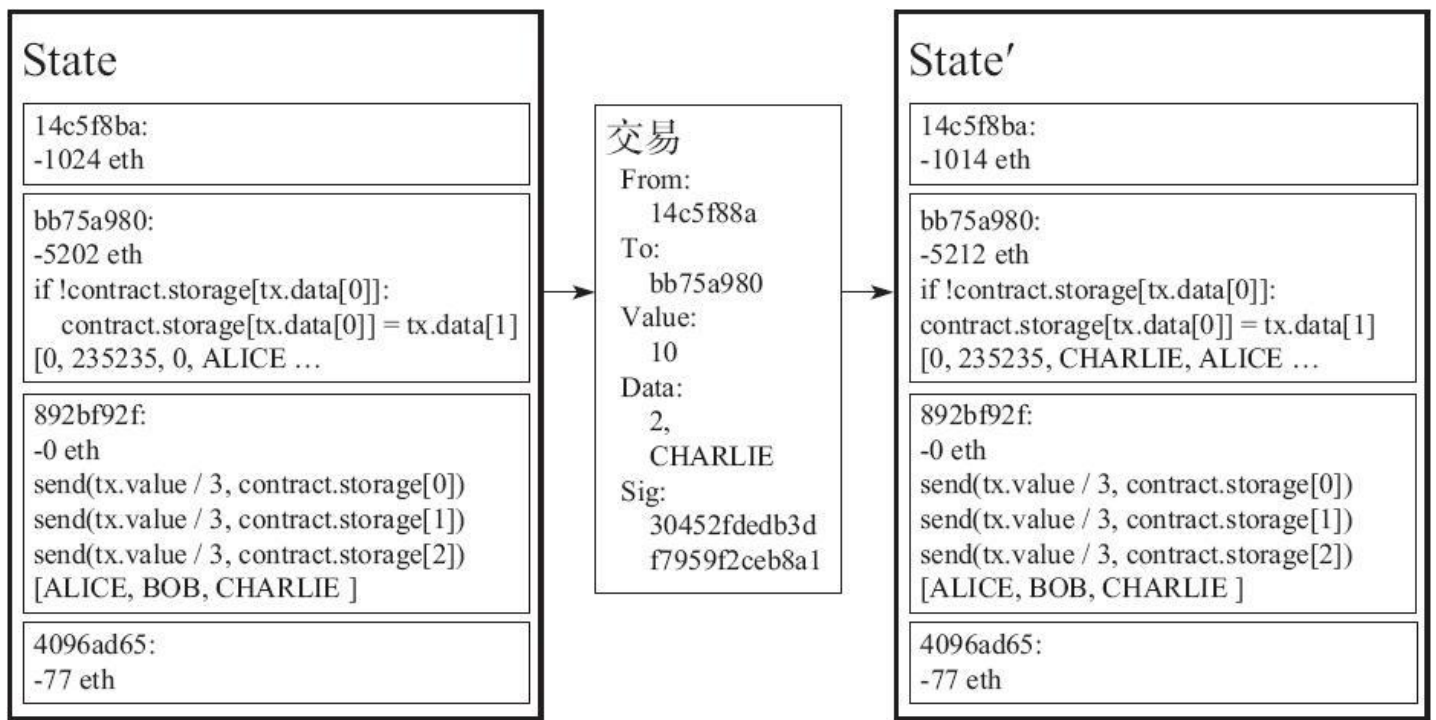 State
14c5f8ba:
-1024 eth
bb75a980:
-5202 eth
if !contract.storage[tx.data[0]]:
contract.storage[tx.data[0]] = tx.data[1]
[0, 235235, 0, ALICE …
892bf92f:
-0 eth
send(tx.value / 3, contract.storage[0])
send(tx.value / 3, contract.storage[1])
send(tx.value / 3, contract.storage[2])
[ALICE, BOB, CHARLIE ]
4096ad65:
-77 eth
交易
From:
14c5f88a
To:
bb75a980
Value:
10
Data:
2,
CHARLIE
Sig:
30452fdedb3d
f7959f2ceb8a1
State′
14c5f8ba:
-1014 eth
bb75a980:
-5212 eth
if !contract.storage[tx.data[0]]:
contract.storage[tx.data[0]] = tx.data[1]
[0, 235235, CHARLIE, ALICE …
892bf92f:
-0 eth
send(tx.value / 3, contract.storage[0])
send(tx.value / 3, contract.storage[1])
send(tx.value / 3, contract.storage[2])
[ALICE, BOB, CHARLIE ]
4096ad65:
-77 eth